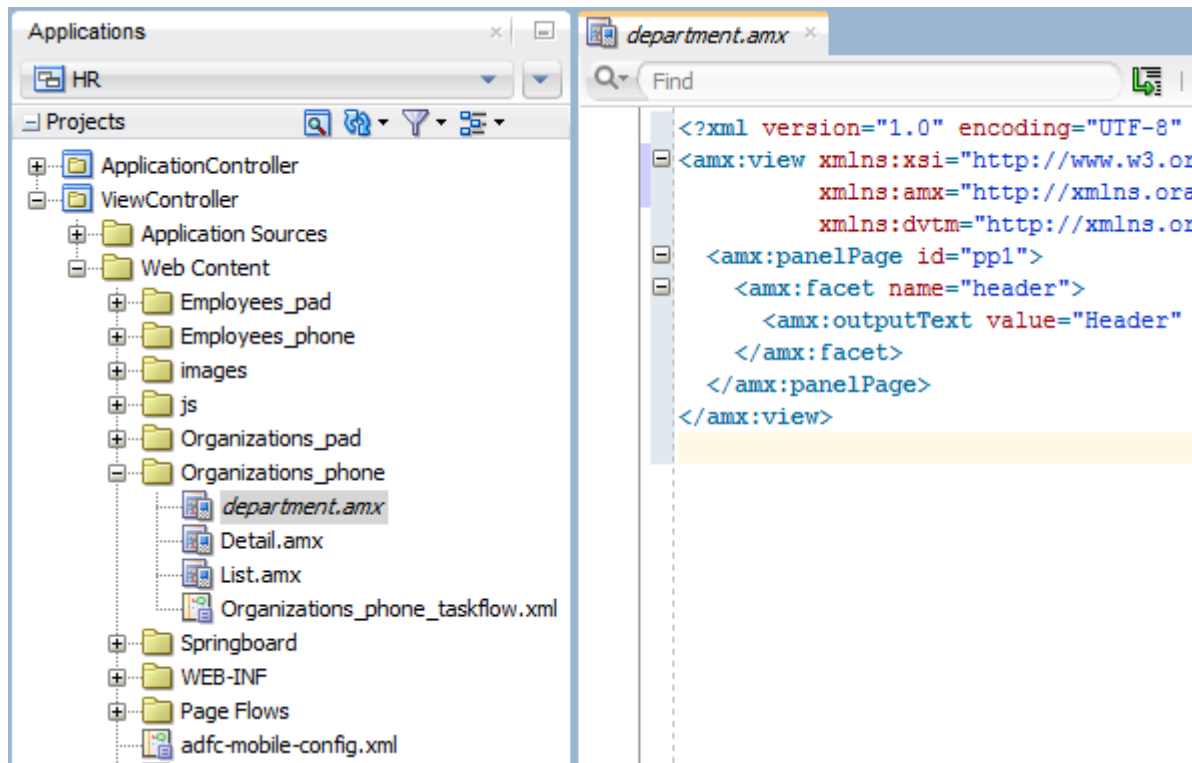 Applications
HR
Projects
ApplicationController
ViewController
Application Sources
Web Content
Employees_pad
Employees_phone
images
js
Organizations_pad
Organizations_phone
department.amx
Detail.amx
List.amx
Organizations_phone_taskflow.xml
Springboard
WEB-INF
Page Flows
adfc-mobile-config.xml
department.amx
Find
<?xml version="1.0" encoding="UTF-8"
<amx:view xmlns:xsi="http://www.w3.or
xmlns:amx="http://xmlns.ora
xmlns:dvtm="http://xmlns.or
<amx:panelPage id="pp1">
<amx:facet name="header">
<amx:outputText value="Header"
</amx:facet>
</amx:panelPage>
</amx:view>